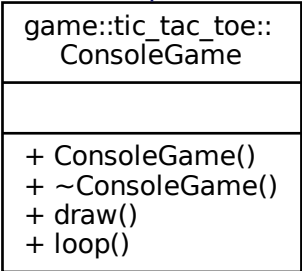 game::tic_tac_toe::
ConsoleGame
+ ConsoleGame()
+ ~ConsoleGame()
+ draw()
+ loop()